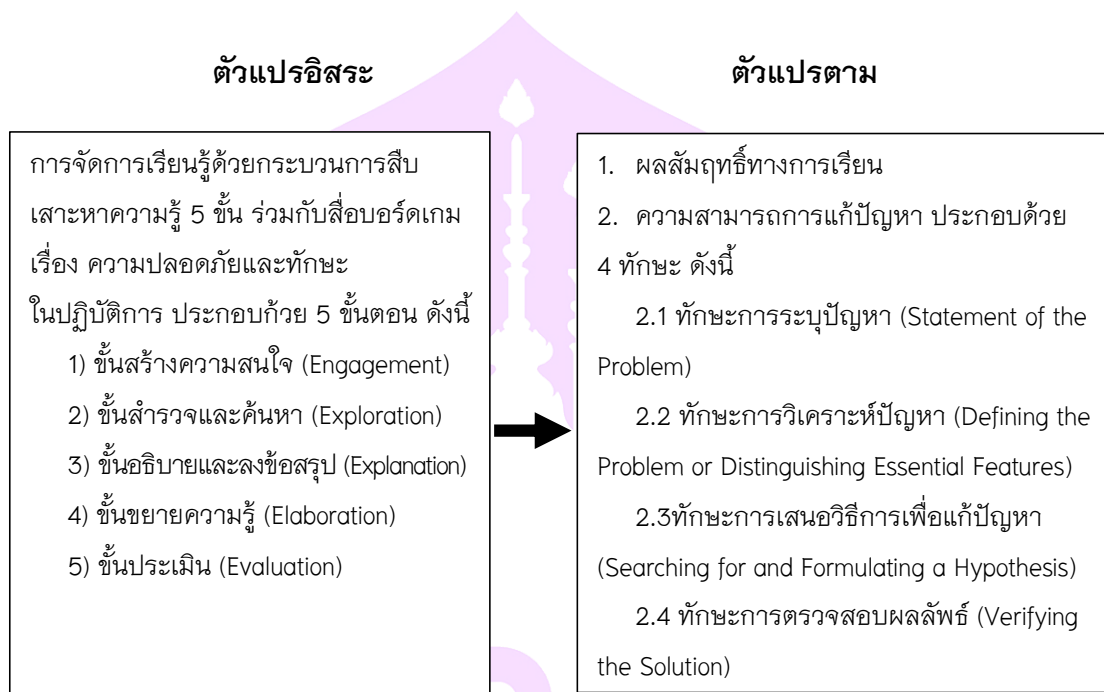 ตัวแปรอิสระ
การจัดการเรียนรู้ด้วยกระบวนการสืบ
เสาะหาความรู้ 5 ขั้น ร่วมกับสื่อบอร์ดเกม
เรื่อง ความปลอดภัยและทักษะ
ในปฏิบัติการ ประกอบก้วย 5 ขั้นตอน ดังนี้
1) ขั้นสร้างความสนใจ (Engagement)
2) ขั้นสำรวจและค้นหา (Exploration)
3) ขั้นอธิบายและลงข้อสรุป (Explanation)
4) ขั้นขยายความรู้ (Elaboration)
5) ขั้นประเมิน (Evaluation)
ตัวแปรตาม
1. ผลสัมฤทธิ์ทางการเรียน
2. ความสามารถการแก้ปัญหา ประกอบด้วย
4 ทักษะ ดังนี้
2.1 ทักษะการระบุปัญหา (Statement of the
Problem)
2.2 ทักษะการวิเคราะห์ปัญหา (Defining the
Problem or Distinguishing Essential Features)
2.3ทักษะการเสนอวิธีการเพื่อแก้ปัญหา
(Searching for and Formulating a Hypothesis)
2.4 ทักษะการตรวจสอบผลลัพธ์ (Verifying
the Solution)